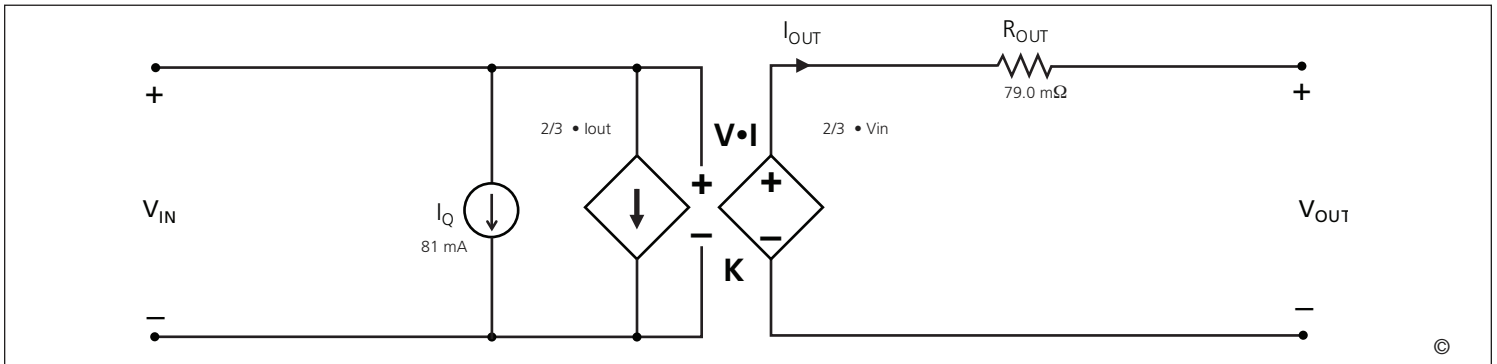 I_OUT
R_OUT
+
79.0 mΩ
+
2/3 • Iout
V•I
2/3 • Vin
+
+
V_IN
I_Q
81 mA
V_OUT
–
–
K
–
–
©